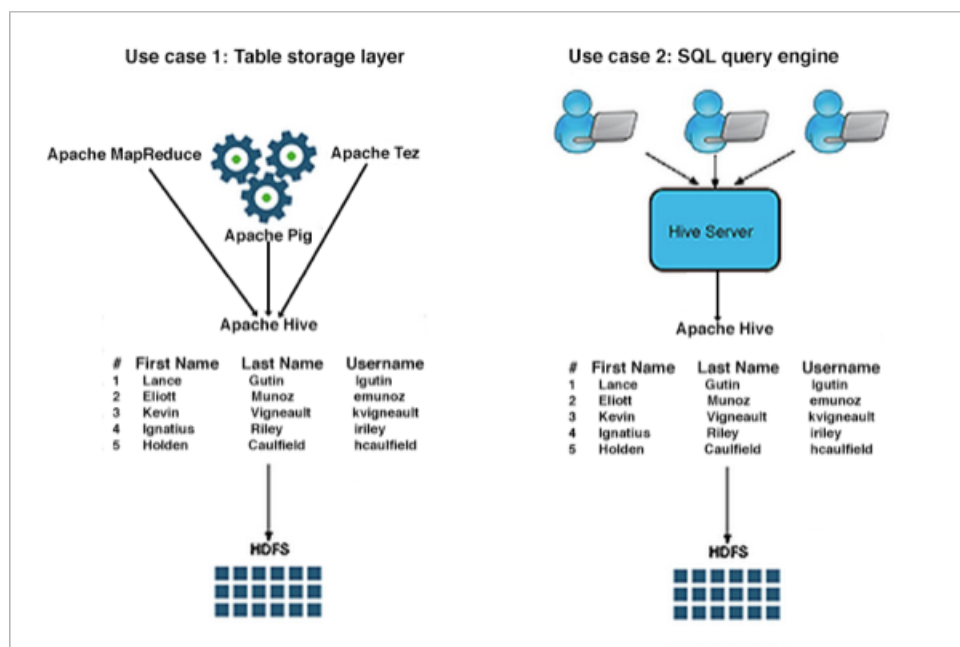 Use case 1: Table storage layer
Apache MapReduce
Apache Tez
Apache Pig
Apache Hive
# First Name Last Name Username
1 Lance Gutin lgutin
2 Eliott Munoz emunoz
3 Kevin Vigneault kvigneault
4 Ignatius Riley iriley
5 Holden Caulfield hcaulfield
HDFS
Use case 2: SQL query engine
Hive Server
Apache Hive
# First Name Last Name Username
1 Lance Gutin lgutin
2 Eliott Munoz emunoz
3 Kevin Vigneault kvigneault
4 Ignatius Riley iriley
5 Holden Caulfield hcaulfield
HDFS